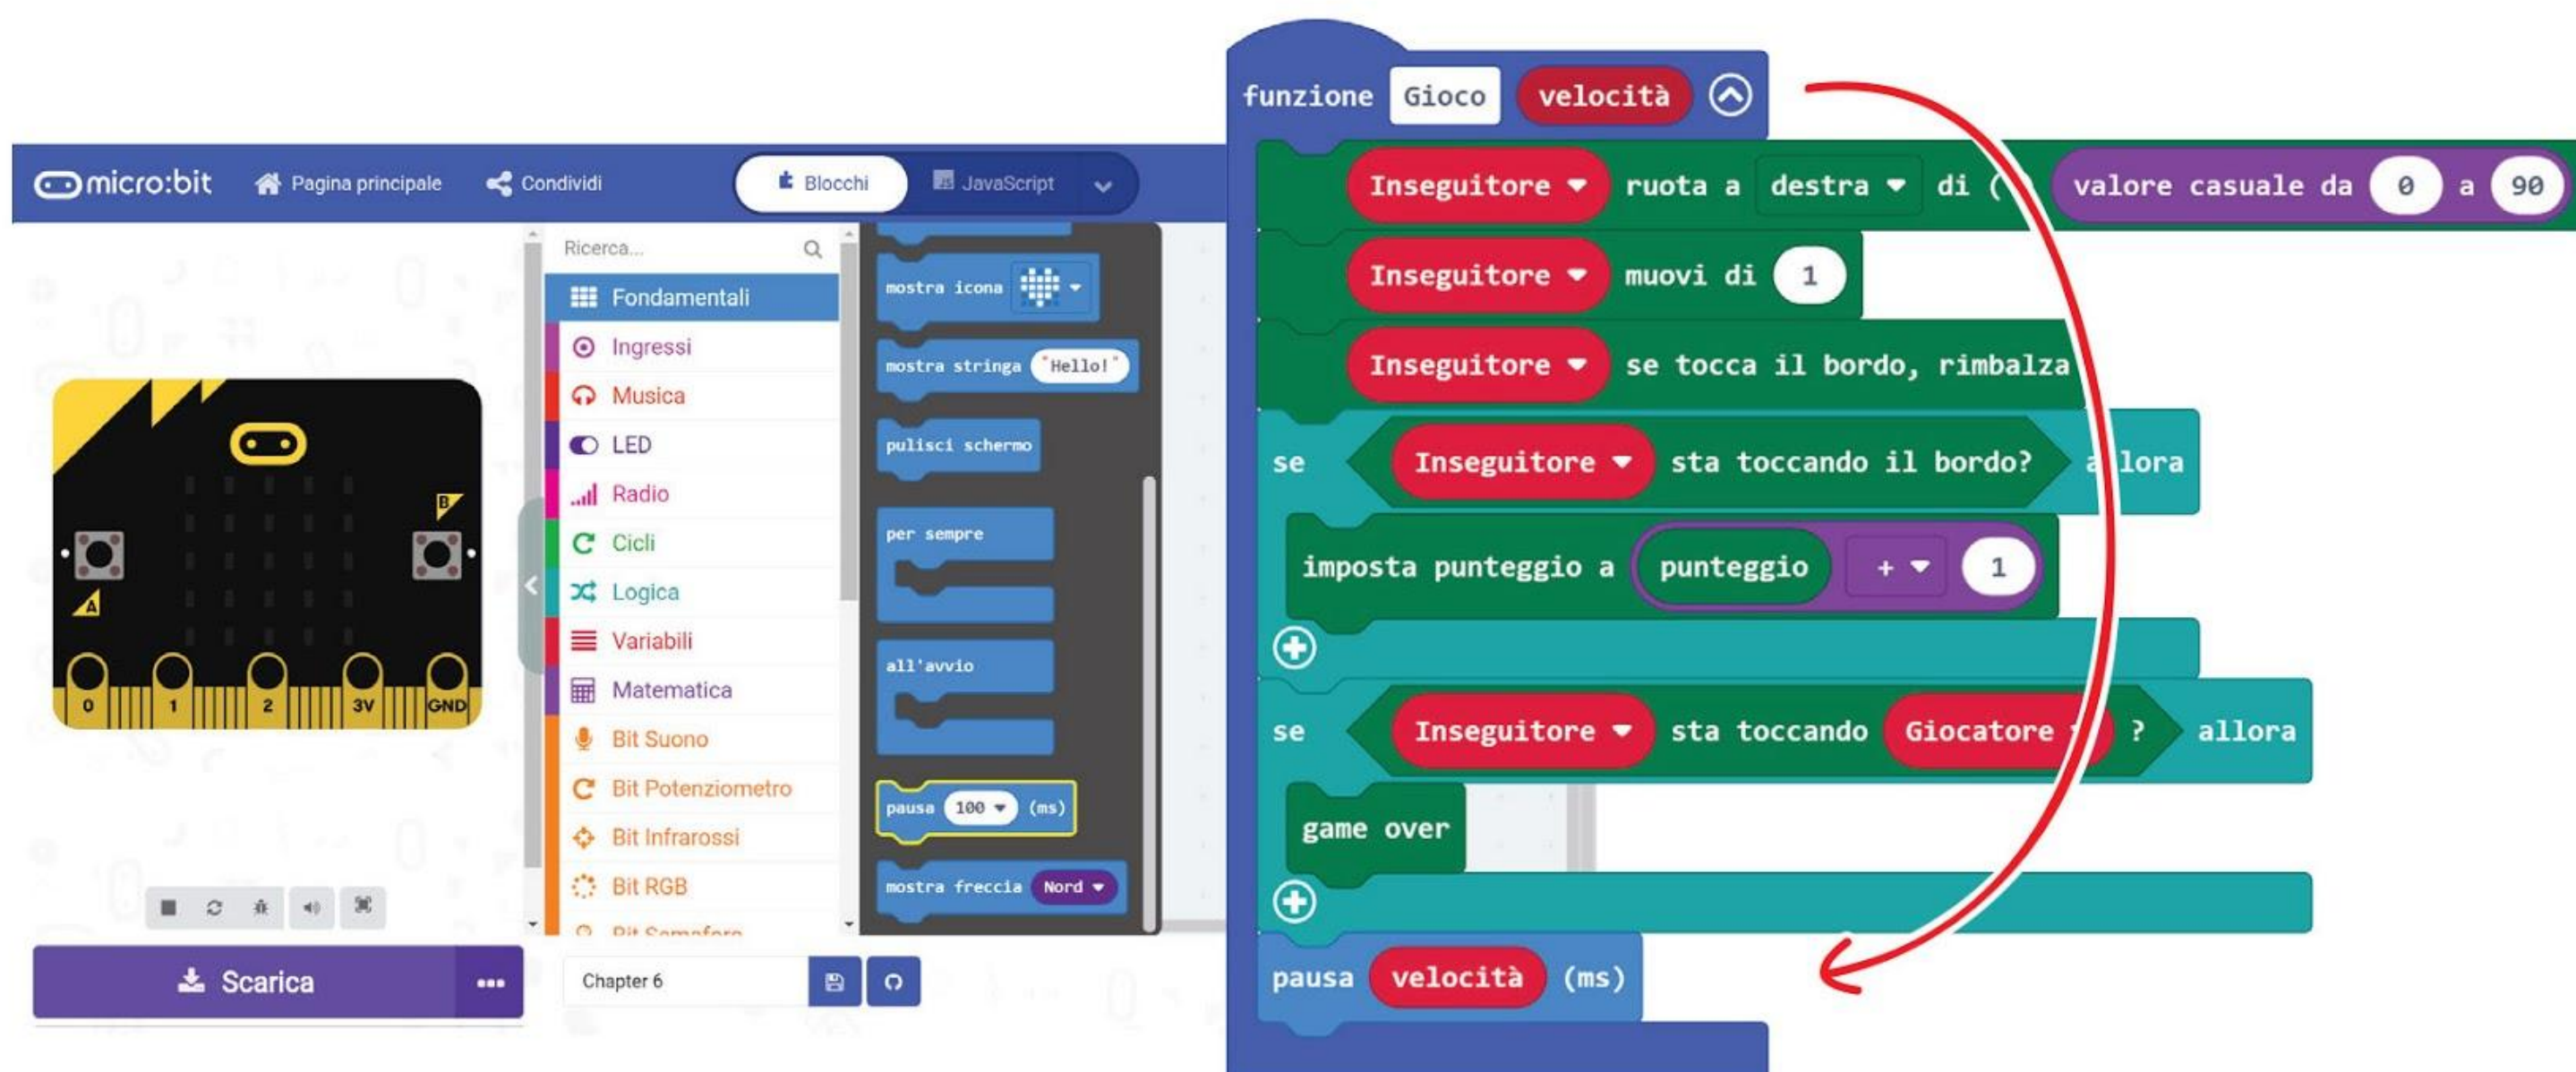 micro:bit Pagina principale Condividi Blocchi JavaScript
Ricerca...
Fondamentali
Ingressi
Musica
LED
Radio
Cicli
Logica
Variabili
Matematica
Bit Suono
Bit Potenziometro
Bit Infrarossi
Bit RGB
Bit Semaforo
mostra icona
mostra stringa "Hello!"
pulisci schermo
per sempre
all'avvio
pausa 100 (ms)
mostra freccia Nord
B
A
0 1 2 3V GND
Scarica ...
Chapter 6
funzione Gioco velocità
Inseguitore ruota a destra di ( valore casuale da 0 a 90
Inseguitore muovi di 1
Inseguitore se tocca il bordo, rimbalza
se Inseguitore sta toccando il bordo? allora
imposta punteggio a punteggio + 1
se Inseguitore sta toccando Giocatore ? allora
game over
pausa velocità (ms)